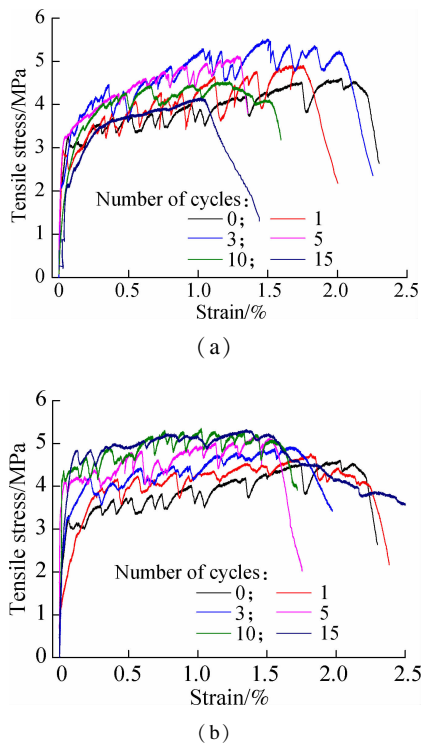 6
5
4
3
2
1
0
Tensile stress/MPa
Number of cycles:
0; 1
3; 5
10; 15
0 0.5 1.0 1.5 2.0 2.5
Strain/%
(a)
6
5
4
3
2
1
0
Tensile stress/MPa
Number of cycles:
0; 1
3; 5
10; 15
0 0.5 1.0 1.5 2.0 2.5
Strain/%
(b)